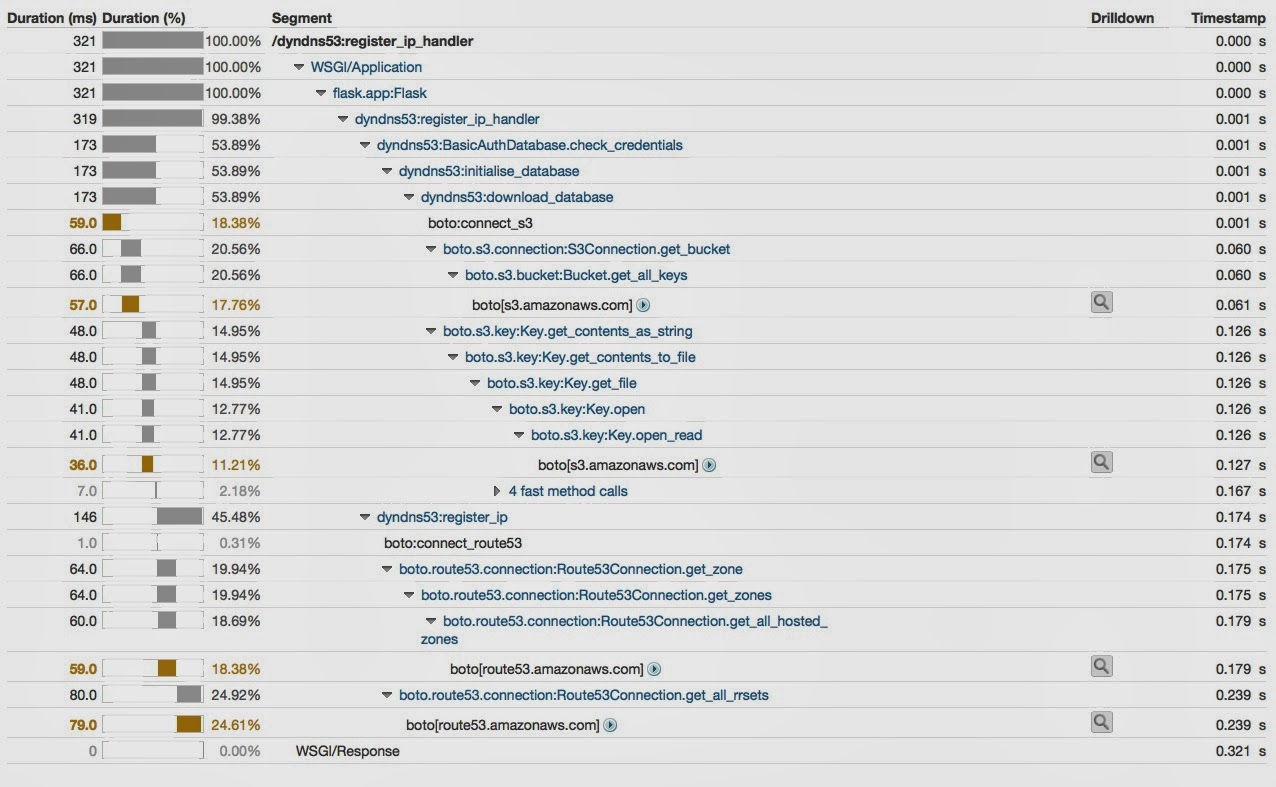 Duration (ms) Duration (%) Segment Drilldown Timestamp
321 100.00% /dyndns53:register_ip_handler 0.000 s
321 100.00% WSGI/Application 0.000 s
321 100.00% flask.app:Flask 0.000 s
319 99.38% dyndns53:register_ip_handler 0.001 s
173 53.89% dyndns53:BasicAuthDatabase.check_credentials 0.001 s
173 53.89% dyndns53:initialise_database 0.001 s
173 53.89% dyndns53:download_database 0.001 s
59.0 18.38% boto:connect_s3 0.001 s
66.0 20.56% boto.s3.connection:S3Connection.get_bucket 0.060 s
66.0 20.56% boto.s3.bucket:Bucket.get_all_keys 0.060 s
57.0 17.76% boto[s3.amazonaws.com] 0.061 s
48.0 14.95% boto.s3.key:Key.get_contents_as_string 0.126 s
48.0 14.95% boto.s3.key:Key.get_contents_to_file 0.126 s
48.0 14.95% boto.s3.key:Key.get_file 0.126 s
41.0 12.77% boto.s3.key:Key.open 0.126 s
41.0 12.77% boto.s3.key:Key.open_read 0.126 s
36.0 11.21% boto[s3.amazonaws.com] 0.127 s
7.0 2.18% 4 fast method calls 0.167 s
146 45.48% dyndns53:register_ip 0.174 s
1.0 0.31% boto:connect_route53 0.174 s
64.0 19.94% boto.route53.connection:Route53Connection.get_zone 0.175 s
64.0 19.94% boto.route53.connection:Route53Connection.get_zones 0.175 s
60.0 18.69% boto.route53.connection:Route53Connection.get_all_hosted_ 0.179 s
zones
59.0 18.38% boto[route53.amazonaws.com] 0.179 s
80.0 24.92% boto.route53.connection:Route53Connection.get_all_rrsets 0.239 s
79.0 24.61% boto[route53.amazonaws.com] 0.239 s
0 0.00% WSGI/Response 0.321 s